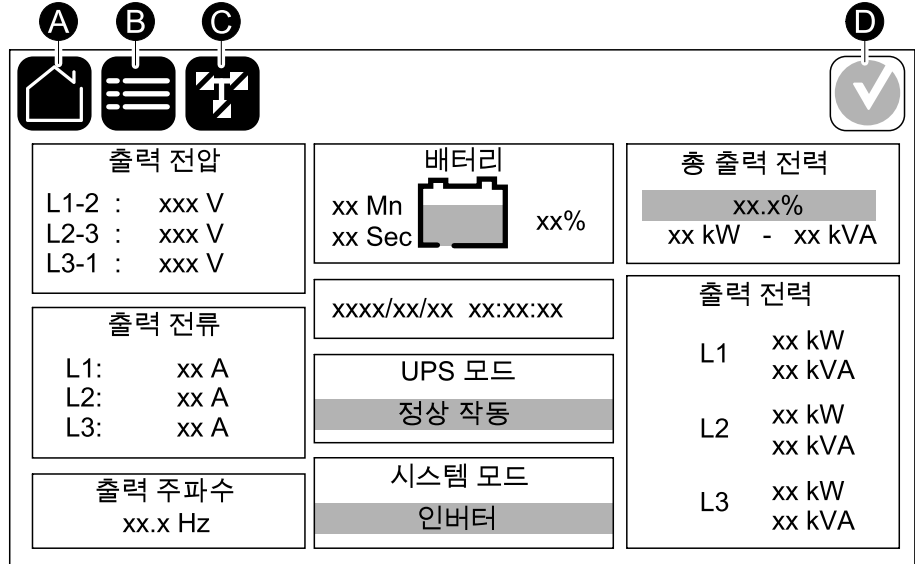 A B C D
출력 전압
L1-2 : xxx V
L2-3 : xxx V
L3-1 : xxx V
출력 전류
L1: xx A
L2: xx A
L3: xx A
출력 주파수
xx.x Hz
배터리
xx Mn
xx Sec
xx%
xxxx/xx/xx xx:xx:xx
UPS 모드
정상 작동
시스템 모드
인버터
총 출력 전력
xx.x%
xx kW - xx kVA
출력 전력
L1
xx kW
xx kVA
L2
xx kW
xx kVA
L3
xx kW
xx kVA